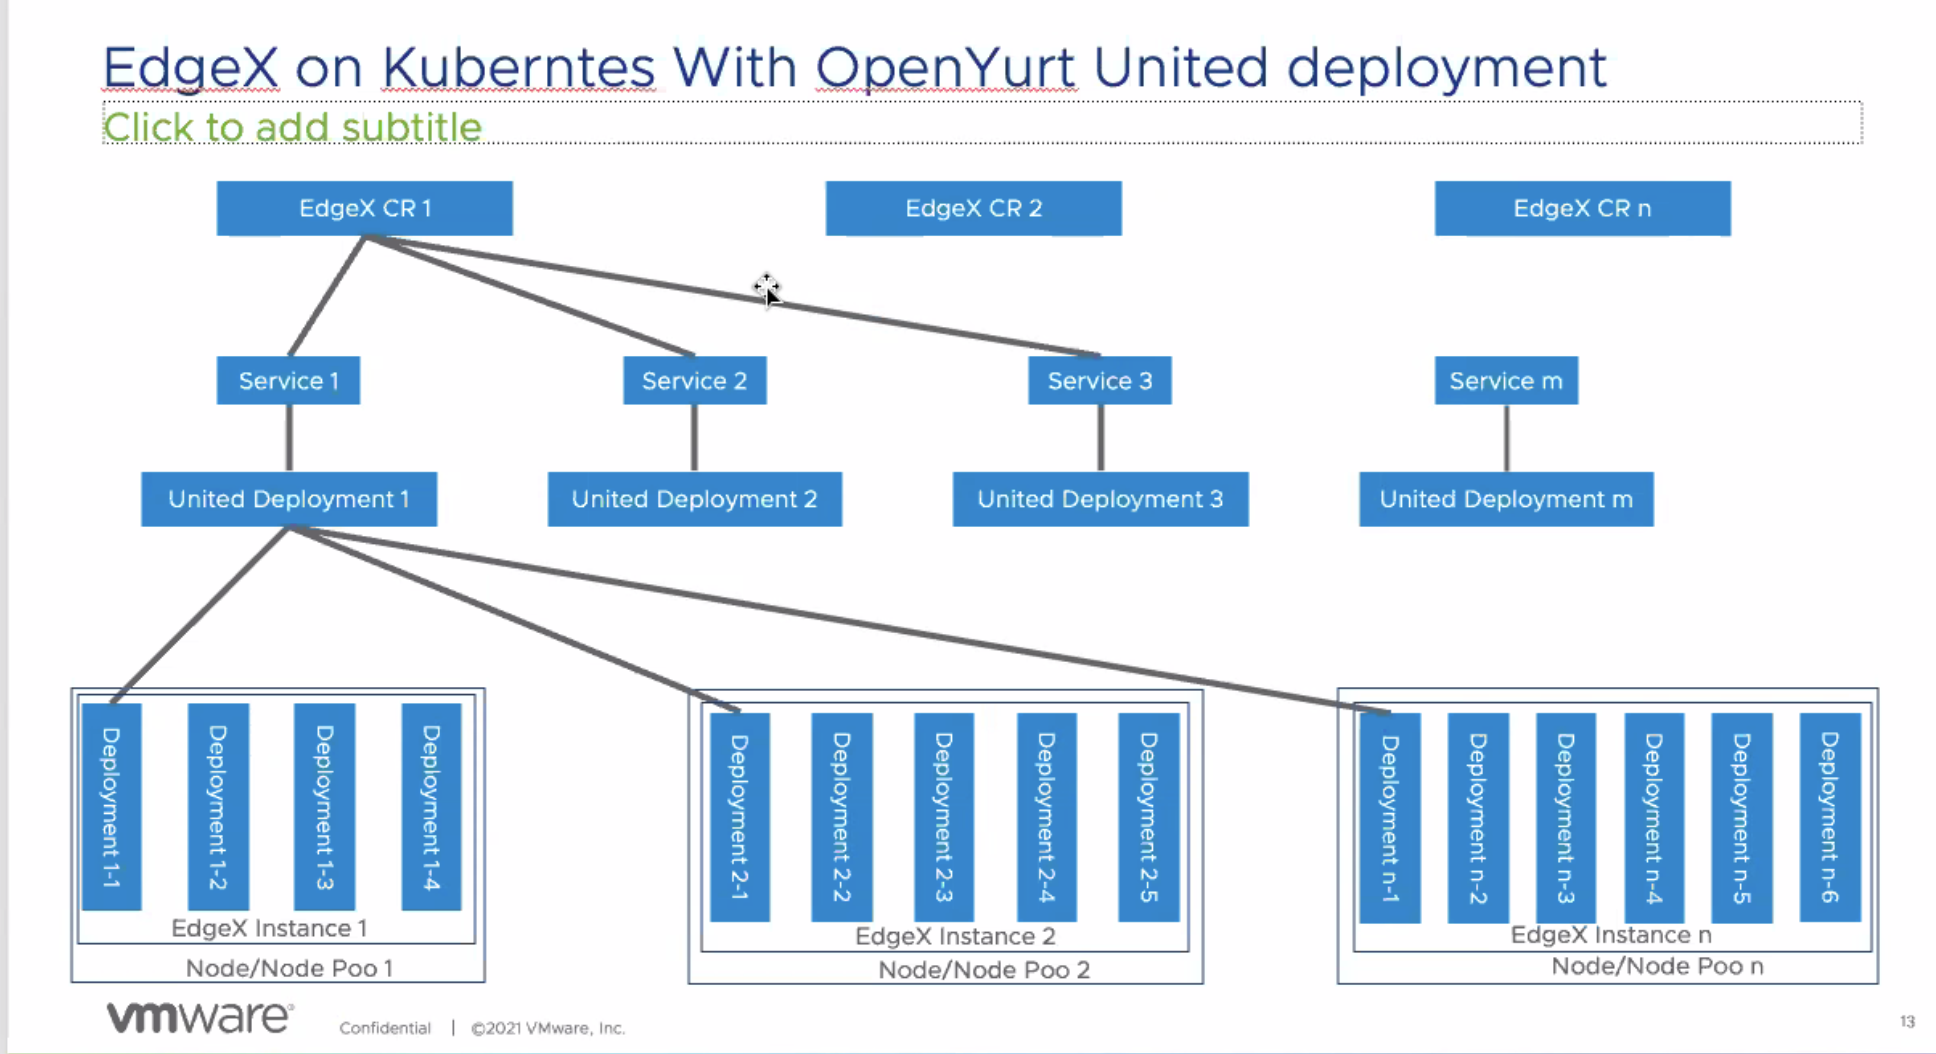 EdgeX on Kuberntes With OpenYurt United deployment
Click to add subtitle
EdgeX CR 1
EdgeX CR 2
EdgeX CR n
Service 1
Service 2
Service 3
Service m
United Deployment 1
United Deployment 2
United Deployment 3
United Deployment m
Deployment 1-1
Deployment 1-2
Deployment 1-3
Deployment 1-4
EdgeX Instance 1
Node/Node Poo 1
Deployment 2-1
Deployment 2-2
Deployment 2-3
Deployment 2-4
Deployment 2-5
EdgeX Instance 2
Node/Node Poo 2
Deployment n-1
Deployment n-2
Deployment n-3
Deployment n-4
Deployment n-5
Deployment n-6
EdgeX Instance n
Node/Node Poo n
vmware®
Confidential | ©2021 VMware, Inc.
13